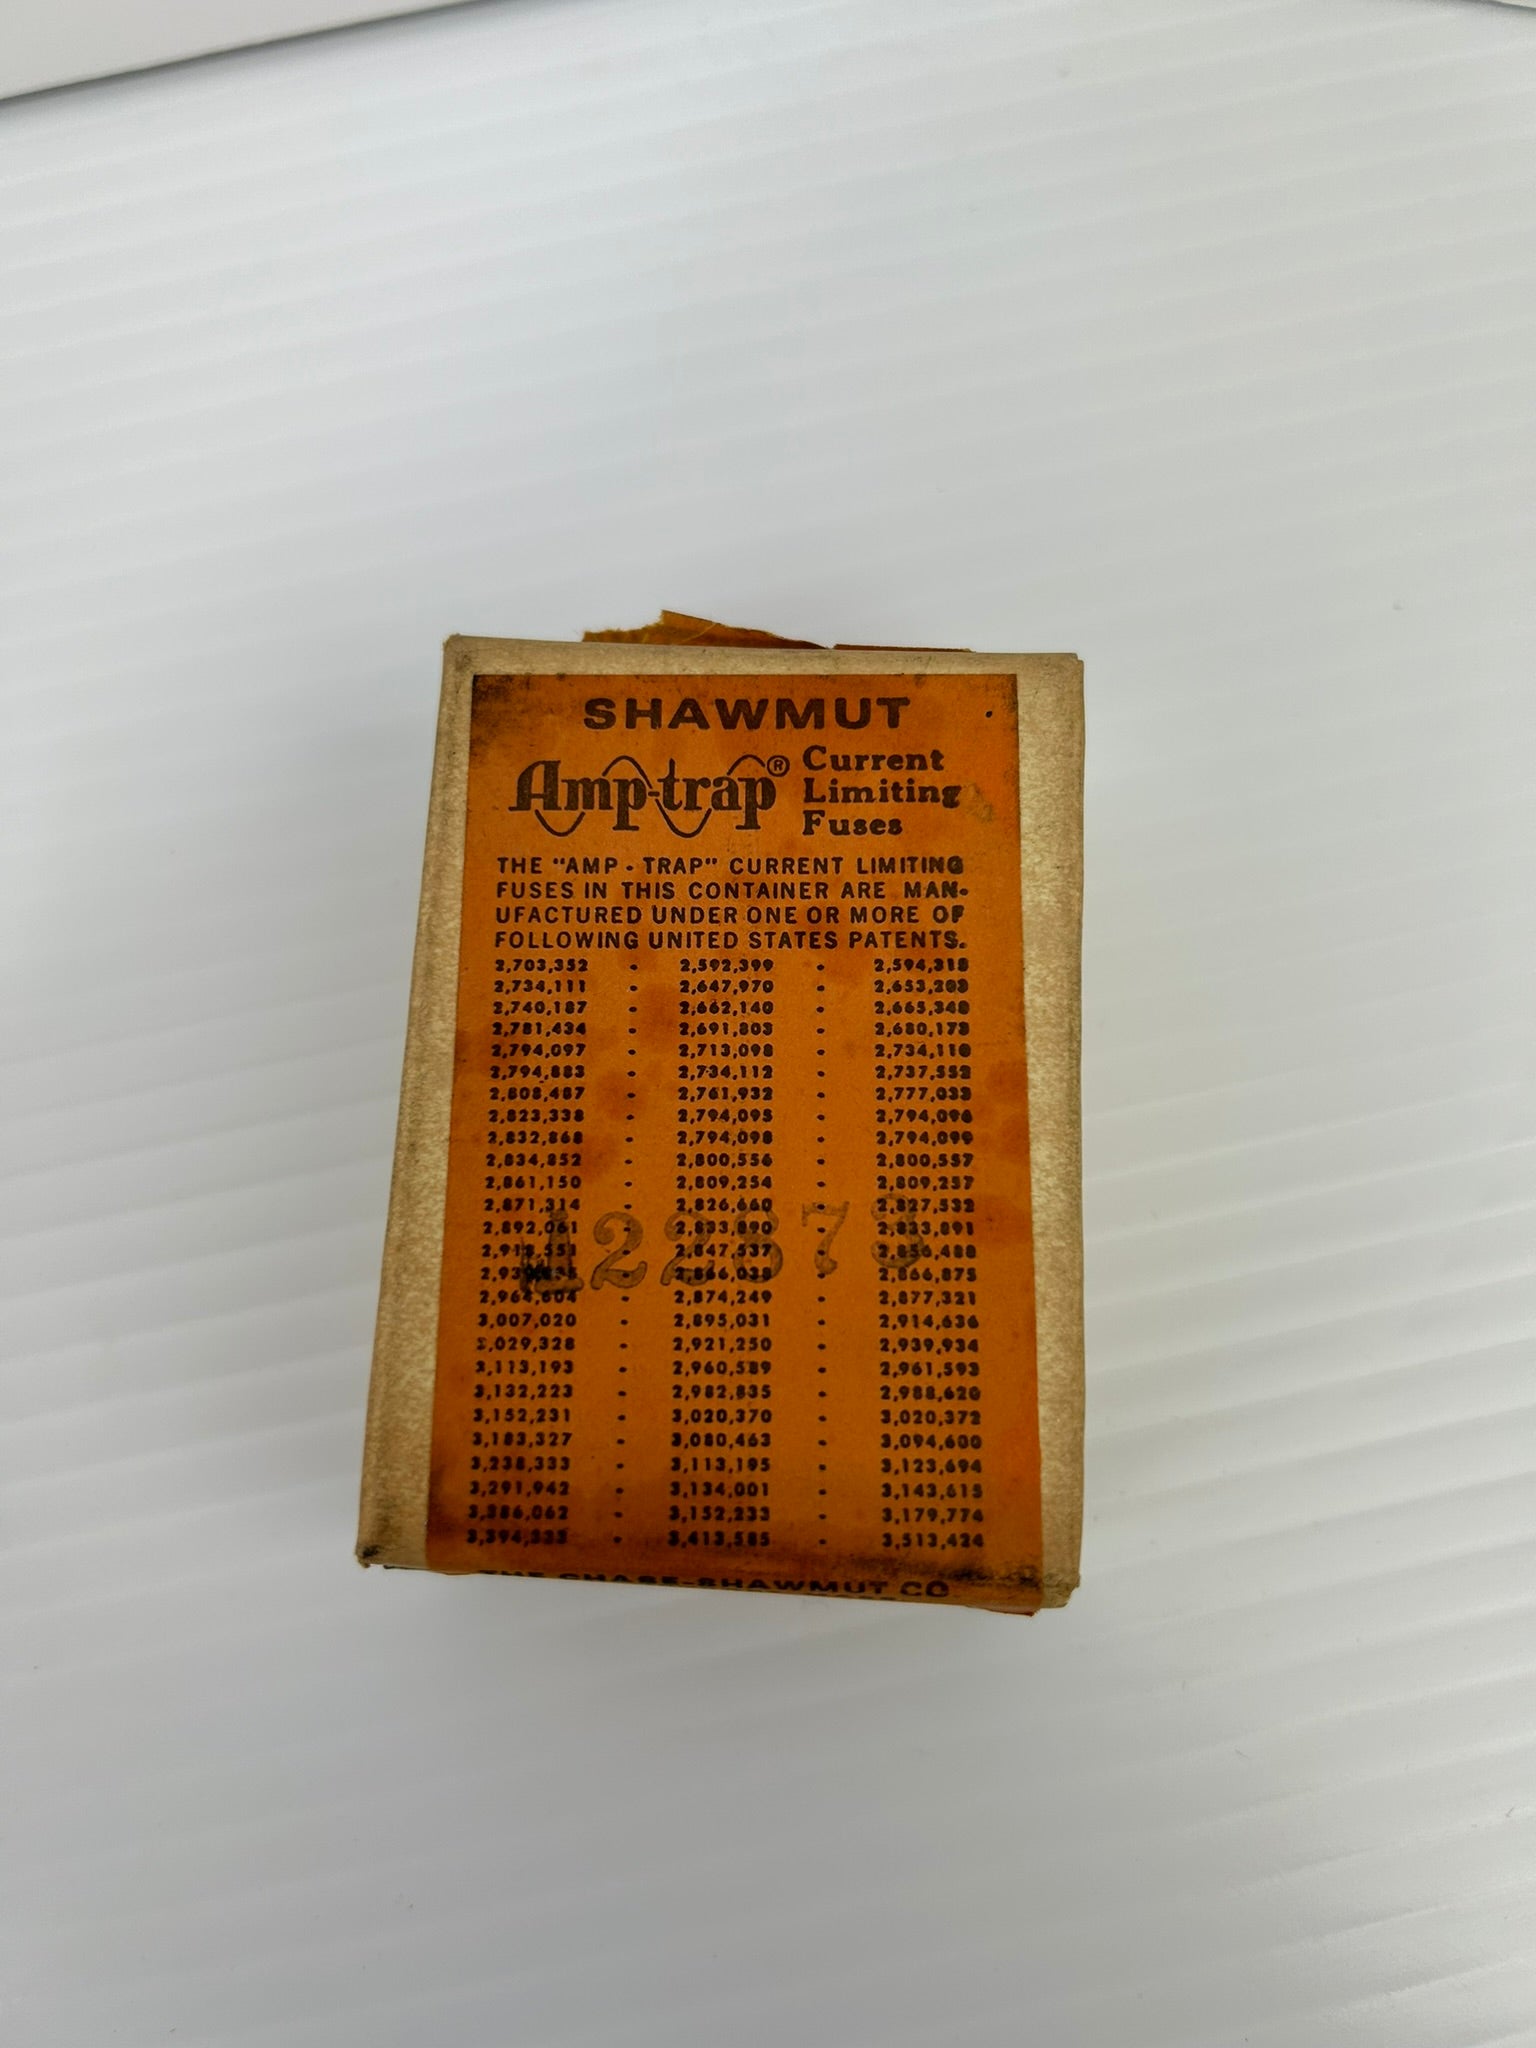 SHAWMUT
Amp-trap® Current
Limiting
Fuses
THE "AMP - TRAP" CURRENT LIMITING
FUSES IN THIS CONTAINER ARE MAN-
UFACTURED UNDER ONE OR MORE OF
FOLLOWING UNITED STATES PATENTS.
2,703,352 • 2,592,399 • 2,594,318
2,734,111 • 2,647,970 • 2,653,203
2,740,187 • 2,662,140 • 2,665,348
2,781,434 • 2,691,803 • 2,680,173
2,794,097 • 2,713,098 • 2,734,110
2,794,883 • 2,734,112 • 2,737,552
2,808,487 • 2,761,932 • 2,777,033
2,823,338 • 2,794,095 • 2,794,096
2,832,868 • 2,794,098 • 2,794,099
2,834,852 • 2,800,556 • 2,800,557
2,861,150 • 2,809,254 • 2,809,257
2,871,314 • 2,826,660 • 2,827,532
2,892,061 • 2,833,890 • 2,833,891
• 2,847,537 • 2,856,488
• 2,866,038 • 2,866,875
2,964,604 • 2,874,249 • 2,877,321
3,007,020 • 2,895,031 • 2,914,636
3,029,328 • 2,921,250 • 2,939,934
3,113,193 • 2,960,589 • 2,961,593
3,132,223 • 2,982,835 • 2,988,620
3,152,231 • 3,020,370 • 3,020,372
3,183,327 • 3,080,463 • 3,094,600
3,238,333 • 3,113,195 • 3,123,694
3,291,942 • 3,134,001 • 3,143,615
3,386,062 • 3,152,233 • 3,179,774
3,394,333 • 3,413,585 • 3,513,424
THE CHASE-SHAWMUT CO